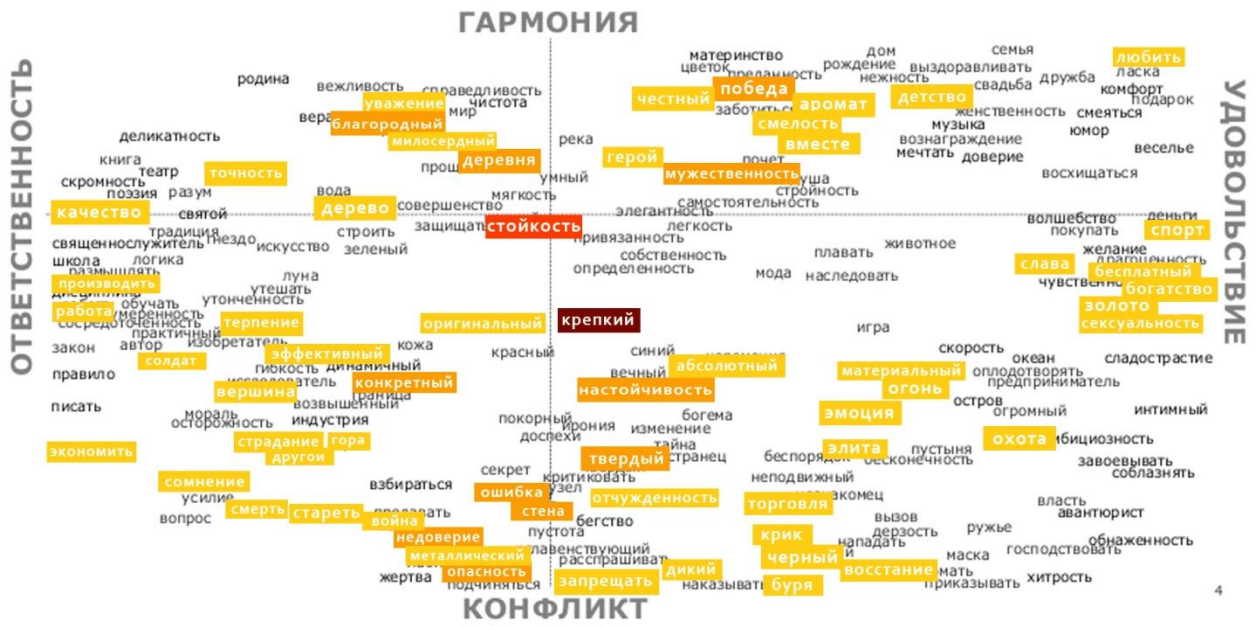 ГАРМОНИЯ
материнство
дом
семья
любить
цветок
рождение
выздоравливать
ласка
родина
вежливость
справедливость
преданность
нежность
свадьба
дружба
комфорт
победа
уважение
чистота
честный
аромат
детство
подарок
мир
заботиться
женственность
смеяться
благородный
смелость
музыка
юмор
деликатность
милосердный
река
вместе
вознаграждение
веселье
мечтать
доверие
книга
театр
точность
деревня
герой
почет
мужественность
восхищаться
скромность
умный
поэзия
разум
вода
мягкость
стройность
качество
святой
дерево
совершенство
самостоятельность
элегантность
волшебство
деньги
традиция
строить
защищать
стойкость
легкость
покупать
спорт
священнослужитель
гнездо
искусство
зеленый
привязанность
животное
желание
школа
логика
собственность
плавать
слава
драгоценность
размышлять
луна
определенность
мода
наследовать
бесплатный
производить
утешать
богатство
дисциплина
обучать
утонченность
золото
работа
терпение
оригинальный
крепкий
сексуальность
сосредоточенность
практичный
игра
закон
автор
изобретатель
кожа
красный
синий
скорость
солдат
эффективный
абсолютный
океан
сладострастие
правило
гибкость
динамичный
вечный
материальный
оплодотворять
конкретный
настойчивость
огонь
предприниматель
вершина
граница
остров
писать
возвышенный
эмоция
огромный
интимный
мораль
осторожность
индустрия
покорный
ирония
богема
изменение
доспехи
охота
экономить
страдание
гора
тайна
элита
пустыня
завоевывать
другой
твердый
беспорядок
бесконечность
соблазнять
сомнение
взбираться
секрет
критиковать
неподвижный
усилие
ошибка
узел
отчужденность
торговля
власть
вопрос
смерть
стареть
война
стена
бегство
вызов
авантюрист
недоверие
пустота
крик
дерзость
ружье
обнаженность
нападать
металлический
расспрашивать
черный
маска
господствовать
жертва
опасность
запрещать
дикий
восстание
хитрость
подчиняться
наказывать
буря
приказывать
4
КОНФЛИКТ
ОТВЕТСТВЕННОСТЬ
УДОВОЛЬСТВИЕ